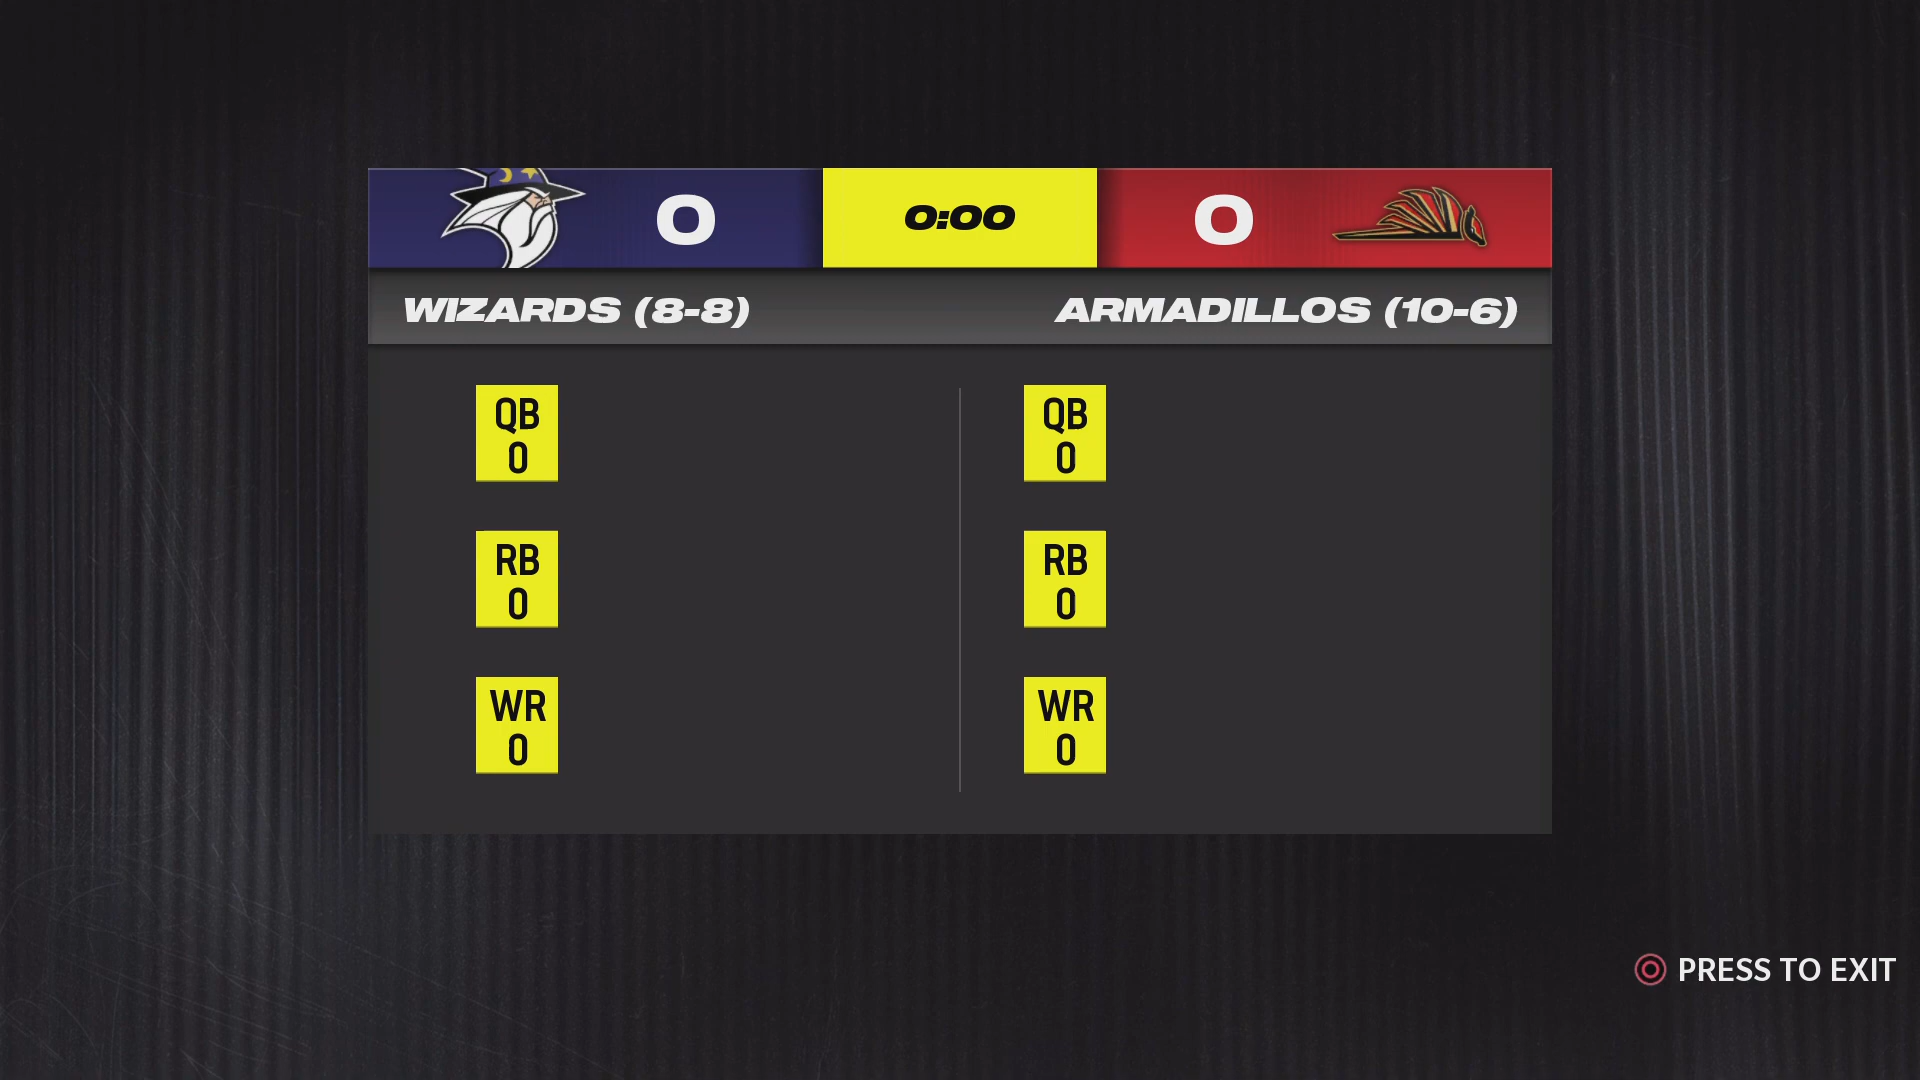 0
0:00
0
WIZARDS (8-8)
ARMADILLOS (10-6)
QB
0
RB
0
WR
0
QB
0
RB
0
WR
0
PRESS TO EXIT